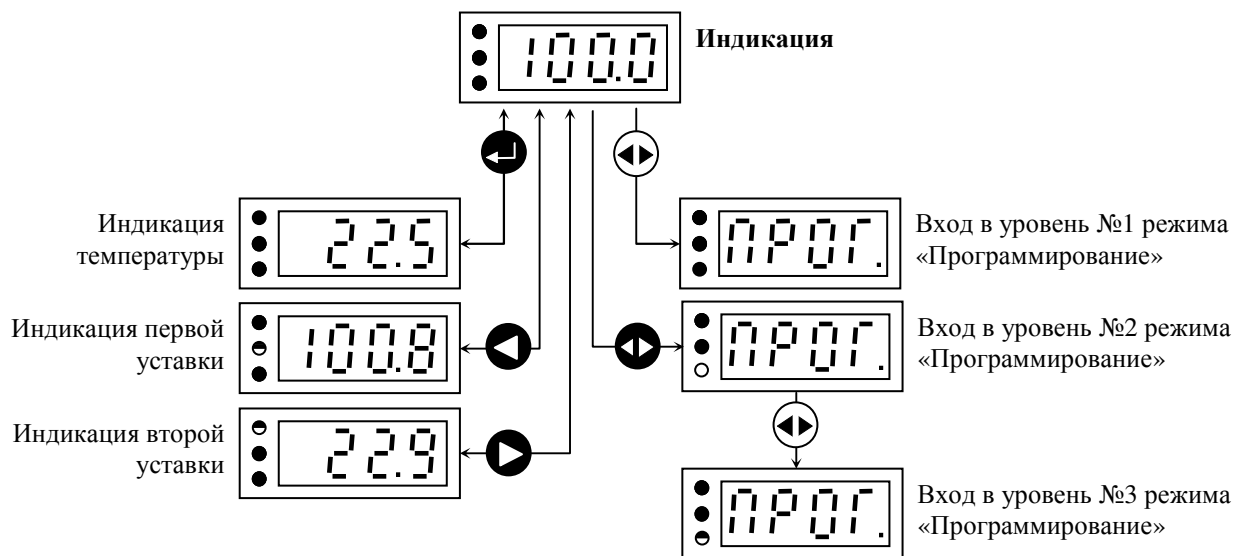 100.0
Индикация
Индикация
температуры
22.5
ПРОГ.
Вход в уровень №1 режима
«Программирование»
Индикация первой
уставки
100.8
ПРОГ.
Вход в уровень №2 режима
«Программирование»
Индикация второй
уставки
22.9
ПРОГ.
Вход в уровень №3 режима
«Программирование»